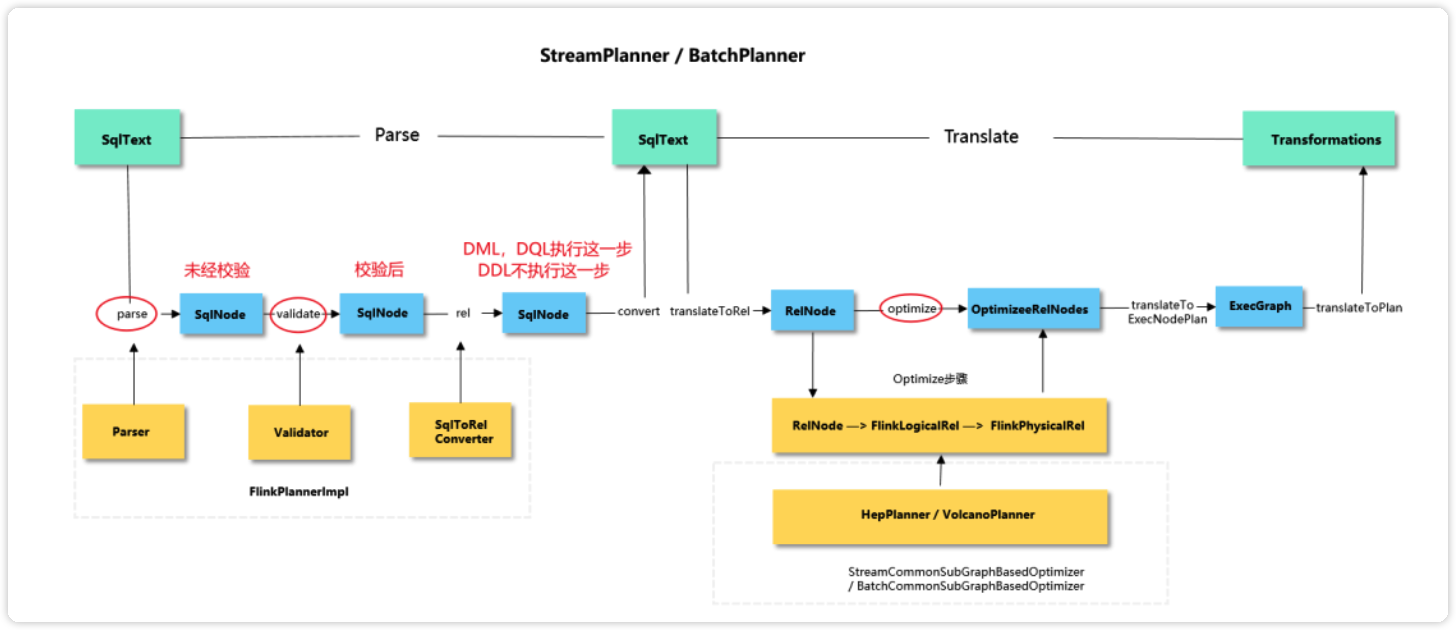 StreamPlanner / BatchPlanner
SqlText
Parse
SqlText
Translate
Transformations
DML，DQL执行这一步
DDL不执行这一步
未经校验
校验后
parse
SqlNode
validate
SqlNode
rel
SqlNode
convert
translateToRel
RelNode
optimize
OptimizeeRelNodes
translateTo
ExecNodePlan
ExecGraph
translateToPlan
Optimize步骤
Parser
Validator
SqlToRel
Converter
RelNode —> FlinkLogicalRel —> FlinkPhysicalRel
FlinkPlannerImpl
HepPlanner / VolcanoPlanner
StreamCommonSubGraphBasedOptimizer
/ BatchCommonSubGraphBasedOptimizer